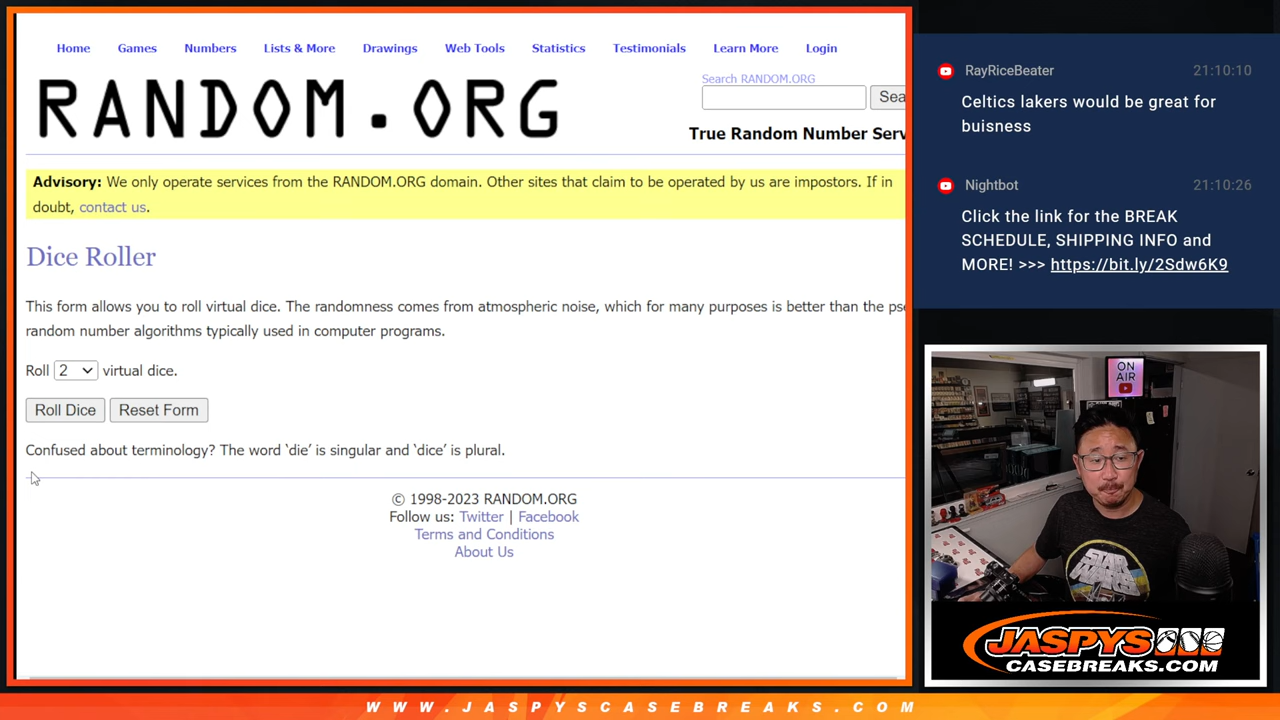 Home Games Numbers Lists & More Drawings Web Tools Statistics Testimonials Learn More Login
RANDOM.ORG
Search RANDOM.ORG
Sea
True Random Number Serv
Advisory: We only operate services from the RANDOM.ORG domain. Other sites that claim to be operated by us are impostors. If in
doubt, contact us.
Dice Roller
This form allows you to roll virtual dice. The randomness comes from atmospheric noise, which for many purposes is better than the pse
random number algorithms typically used in computer programs.
Roll 2 virtual dice.
Roll Dice Reset Form
Confused about terminology? The word ‘die’ is singular and ‘dice’ is plural.
© 1998-2023 RANDOM.ORG
Follow us: Twitter | Facebook
Terms and Conditions
About Us
RayRiceBeater 21:10:10
Celtics lakers would be great for
buisness
Nightbot 21:10:26
Click the link for the BREAK
SCHEDULE, SHIPPING INFO and
MORE! >>> https://bit.ly/2Sdw6K9
ON
AIR
STAR
WARS
JASPYS
CASEBREAKS.COM
WWW.JASPYSCASEBREAKS.COM